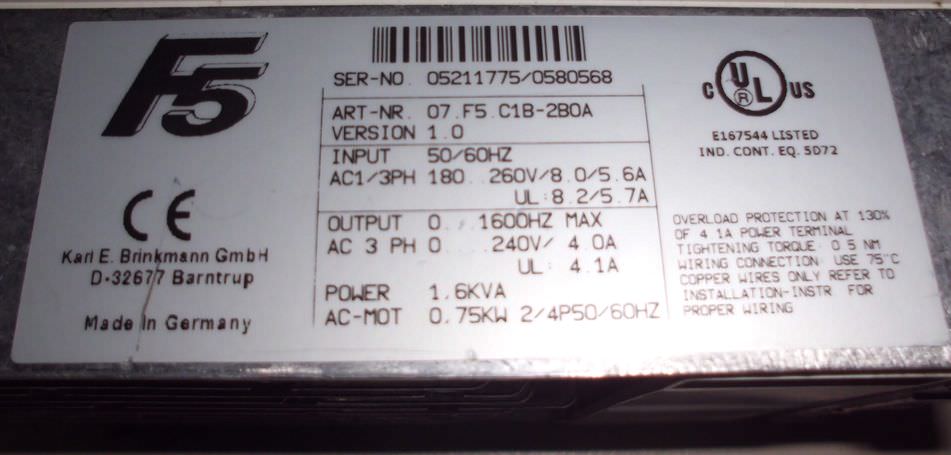 F5
CE
Karl E. Brinkmann GmbH
D-32677 Barntrup
Made in Germany
SER-NO. 05211775/0580568
ART-NR. 07.F5.C1B-2B0A
VERSION 1.0
INPUT 50/60HZ
AC1/3PH 180...260V/8.0/5.6A
UL:8.2/5.7A
OUTPUT 0...1600HZ MAX
AC 3 PH 0...240V/ 4.0A
UL: 4.1A
POWER 1.6KVA
AC-MOT 0.75KW 2/4P50/60HZ
C UL US
®
E167544 LISTED
IND. CONT. EQ. 5D72
OVERLOAD PROTECTION AT 130%
OF 4.1A POWER TERMINAL
TIGHTENING TORQUE: 0.5 NM
WIRING CONNECTION: USE 75°C
COPPER WIRES ONLY REFER TO
INSTALLATION-INSTR FOR
PROPER WIRING